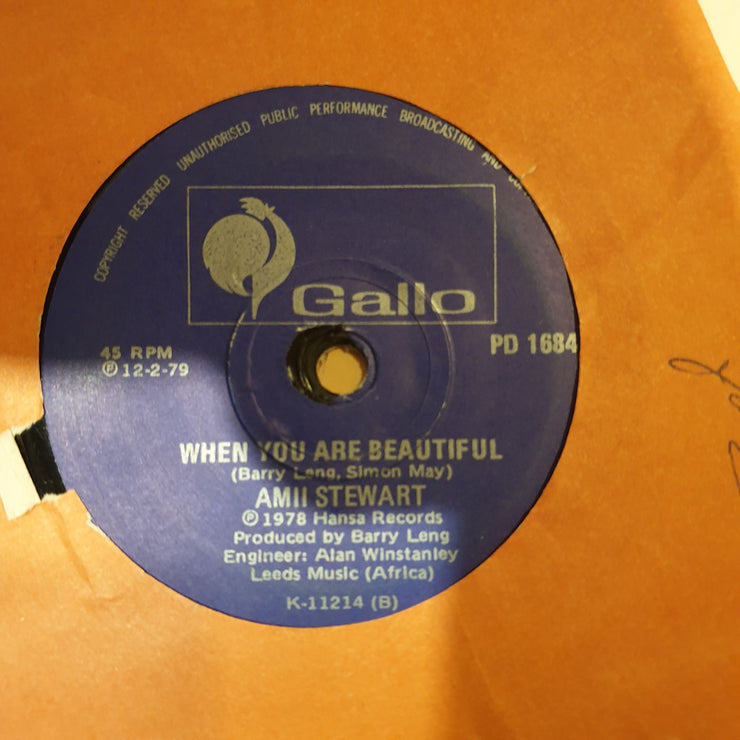 COPYRIGHT RESERVED UNAUTHORISED PUBLIC PERFORMANCE BROADCASTING AND
Gallo
45 RPM
℗ 12-2-79
PD 1684
WHEN YOU ARE BEAUTIFUL
(Barry Leng, Simon May)
AMII STEWART
℗ 1978 Hansa Records
Produced by Barry Leng
Engineer: Alan Winstanley
Leeds Music (Africa)
K-11214 (B)